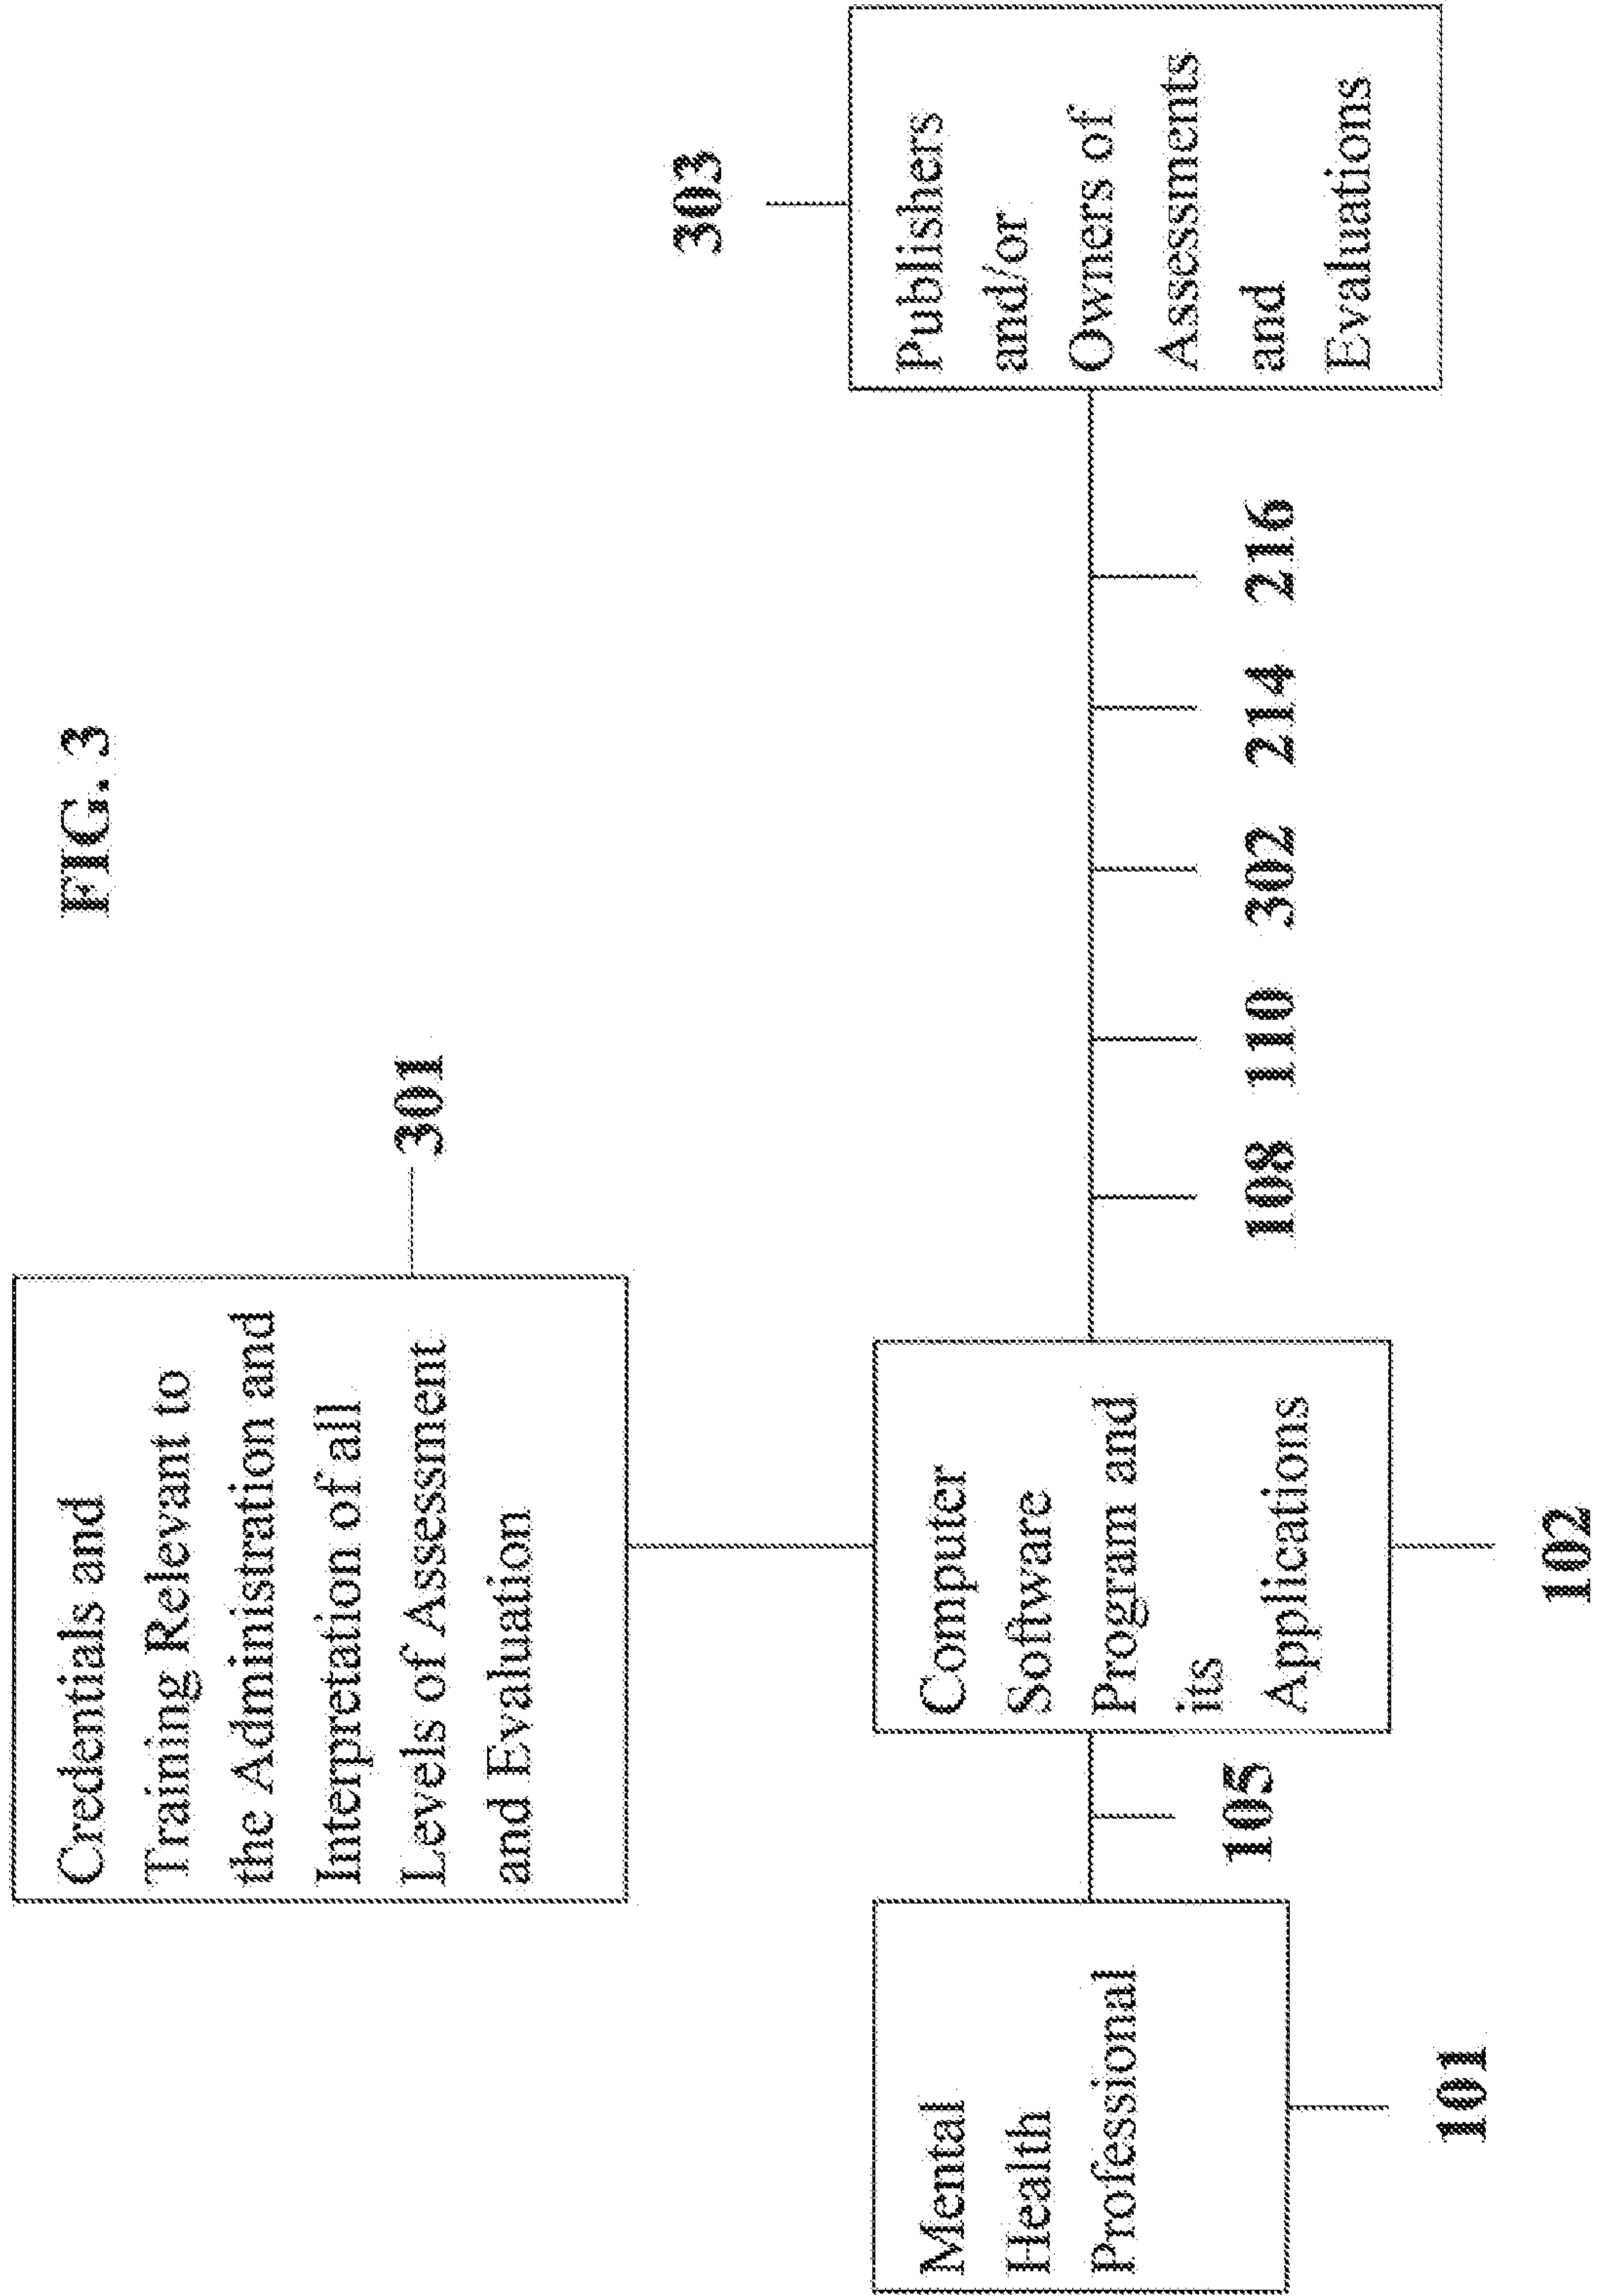 FIG. 3
Credentials and
Training Relevant to
the Administration and
Interpretation of all
Levels of Assessment
and Evaluation
301
303
Mental
Health
Professional
101
105
Computer
Software
Program and
its
Applications
102
108 110 302 214 216
Publishers
and/or
Owners of
Assessments
and
Evaluations